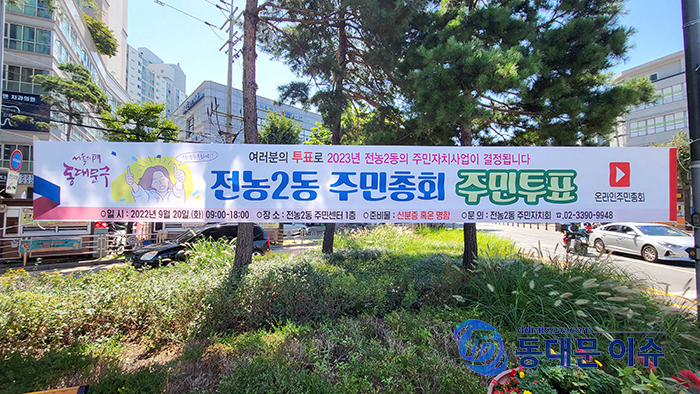 여러분의 투표로 2023년 전농2동의 주민자치사업이 결정됩니다
동대문구
전농2동 주민총회 주민투표
온라인주민총회
○일 시 : 2022년 9월 20일.(화) 09:00-18:00 ○장 소 : 전농2동 주민센터 1층 ○준비물 : 신분증 혹은 명함 ○문 의 : 전농2동 주민자치회 ☎02-3390-9948
동대문 이슈